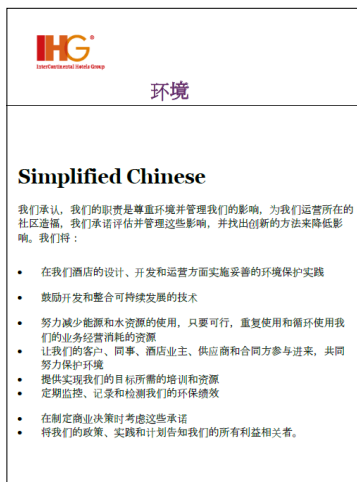 IHG®
InterContinental Hotels Group
环境
Simplified Chinese
我们承认，我们的职责是尊重环境并管理我们的影响，为我们运营所在的
社区造福，我们承诺评估并管理这些影响，并找出创新的方法来降低影
响。我们将：
• 在我们酒店的设计、开发和运营方面实施妥善的环境保护实践
• 鼓励开发和整合可持续发展的技术
• 努力减少能源和水资源的使用，只要可行，重复使用和循环使用我
们的业务经营消耗的资源
• 让我们的客户、同事、酒店业主、供应商和合同方参与进来，共同
努力保护环境
• 提供实现我们的目标所需的培训和资源
• 定期监控、记录和检测我们的环保绩效
• 在制定商业决策时考虑这些承诺
• 将我们的政策、实践和计划告知我们的所有利益相关者。